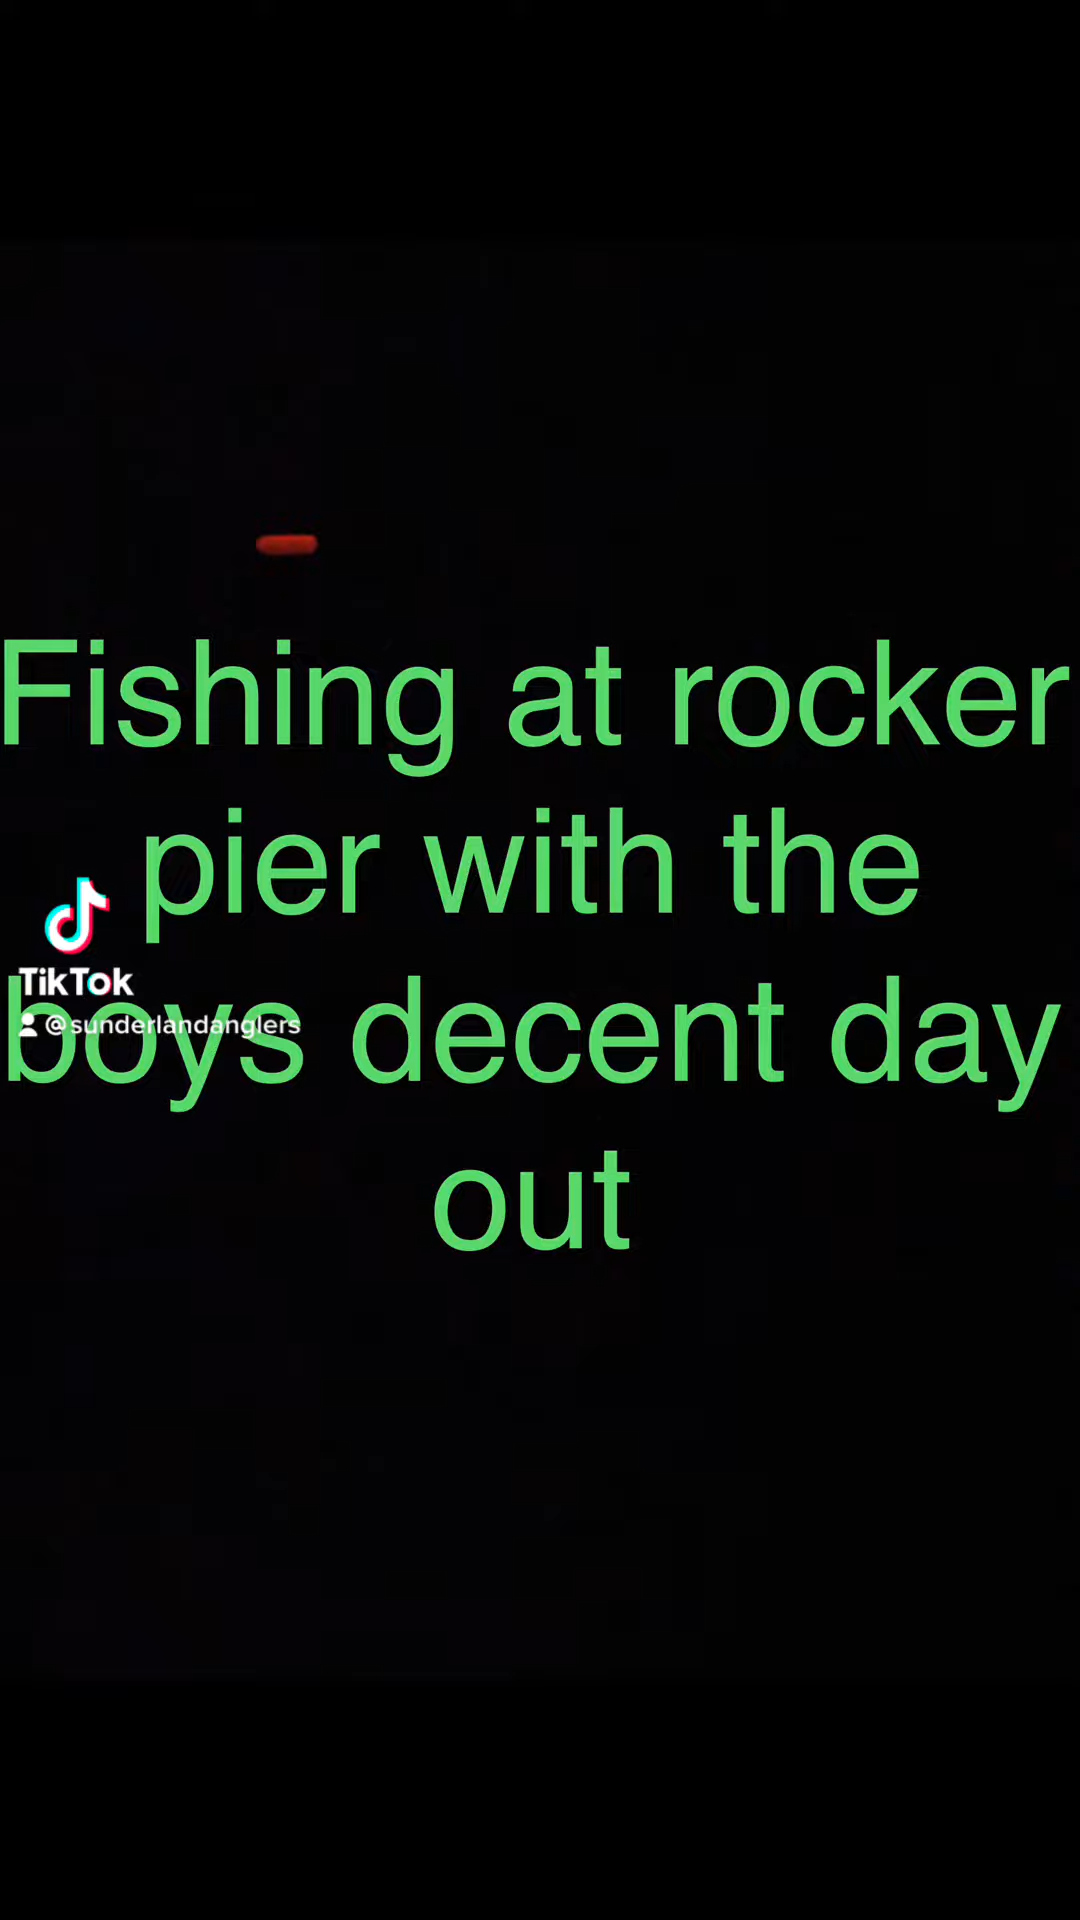 Fishing at rocker
pier with the
TikTok
@sunderlandanglers
boys decent day
out